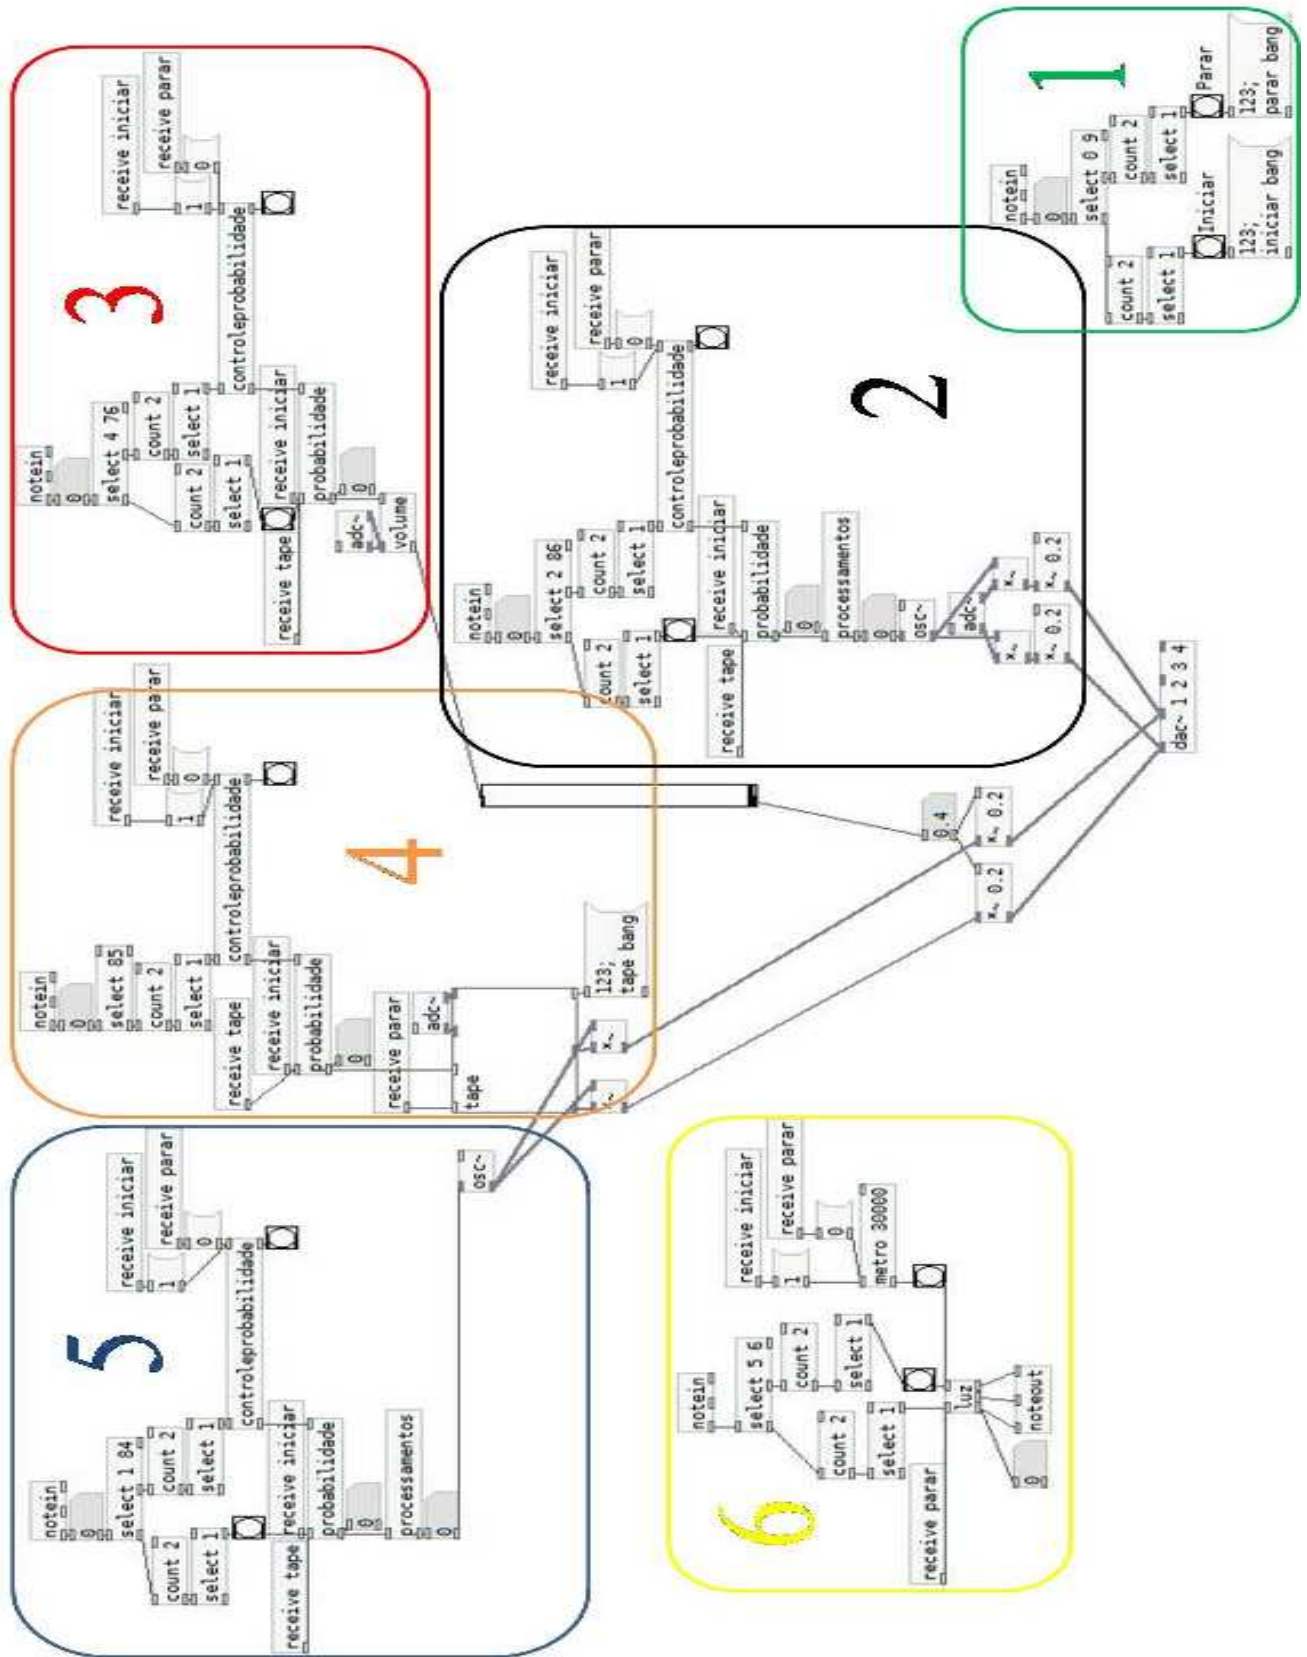 5
notein
0
select 1 84
count 2
count 2
select 1
select 1
receive iniciar
receive parar
1
0
controleprobabilidade
receive tape
receive iniciar
probabilidade
0
processamentos
0
osc~
4
notein
0
select 85
count 2
select 1
receive iniciar
receive parar
1
0
controleprobabilidade
receive tape
receive iniciar
probabilidade
0
receive parar
adc~
tape
123;
tape bang
x~
3
notein
0
select 4 76
count 2
count 2
select 1
select 1
receive iniciar
receive parar
1
0
controleprobabilidade
receive tape
receive iniciar
probabilidade
0
adc~
volume
6
notein
select 5 6
count 2
count 2
select 1
select 1
receive iniciar
receive parar
1
0
metro 30000
receive parar
luz
0
noteout
0.4
x~ 0.2
x~ 0.2
2
notein
0
select 2 86
count 2
count 2
select 1
select 1
receive iniciar
receive parar
1
0
controleprobabilidade
receive tape
receive iniciar
probabilidade
0
processamentos
0
osc~
adc~
x~
x~
x~ 0.2
x~ 0.2
dac~ 1 2 3 4
1
notein
0
select 0 9
count 2
count 2
select 1
select 1
Iniciar
Parar
123;
iniciar bang
123;
parar bang